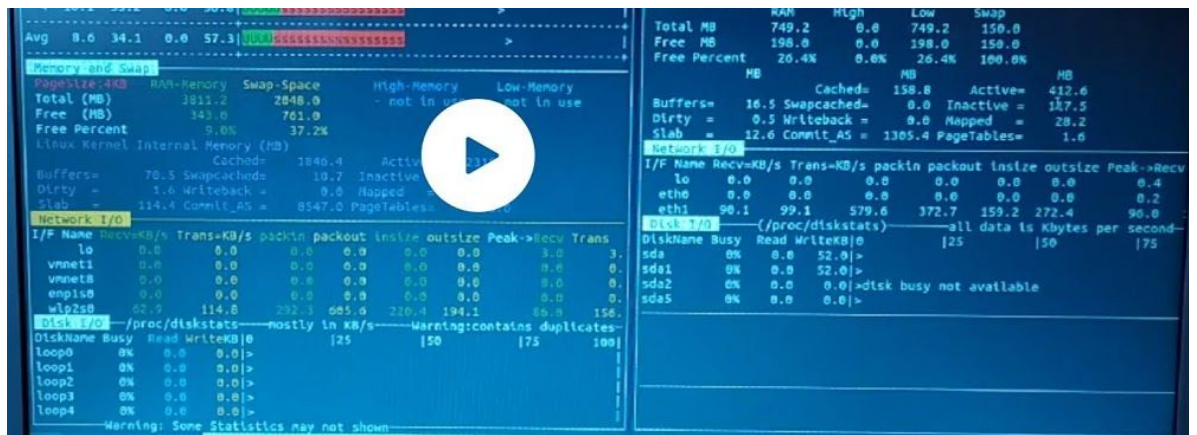 Avg 8.6 34.1 0.0 57.3| >
Memory and Swap
PageSize:4KB RAM-Memory Swap-Space High-Memory Low-Memory
Total (MB) 3811.2 2048.0 - not in use not in use
Free (MB) 343.0 761.0
Free Percent 9.0% 37.2%
Linux Kernel Internal Memory (MB)
Cached= 1846.4
Buffers= 70.5 Swapcached= 10.7 Inactive
Dirty = 1.6 Writeback = 0.0 Mapped
Slab = 114.4 Commit_AS = 8547.0 PageTables=
Network I/O
I/F Name Recv=KB/s Trans=KB/s packin packout insize outsize Peak->Recv Trans
lo 0.0 0.0 0.0 0.0 0.0 0.0 3.0 3.
vmnet1 0.0 0.0 0.0 0.0 0.0 0.0 0.0 0.
vmnet8 0.0 0.0 0.0 0.0 0.0 0.0 0.0 0.
enp1s0 0.0 0.0 0.0 0.0 0.0 0.0 0.0 0.
wlp2s0 62.9 114.8 292.3 605.6 220.4 194.1 86.8 156.
Disk I/O —/proc/diskstats—mostly in KB/s—Warning:contains duplicates—
DiskName Busy Read WriteKB|0 |25 |50 |75 100|
loop0 0% 0.0 0.0|>
loop1 0% 0.0 0.0|>
loop2 0% 0.0 0.0|>
loop3 0% 0.0 0.0|>
loop4 0% 0.0 0.0|>
Warning: Some Statistics may not shown
RAM High Low Swap
Total MB 749.2 0.0 749.2 150.0
Free MB 198.0 0.0 198.0 150.0
Free Percent 26.4% 0.0% 26.4% 100.0%
MB MB MB
Cached= 158.8 Active= 412.6
Buffers= 16.5 Swapcached= 0.0 Inactive = 107.5
Dirty = 0.5 Writeback = 0.0 Mapped = 28.2
Slab = 12.6 Commit_AS = 1305.4 PageTables= 1.6
Network I/O
I/F Name Recv=KB/s Trans=KB/s packin packout insize outsize Peak->Recv
lo 0.0 0.0 0.0 0.0 0.0 0.0 0.4
eth0 0.0 0.0 0.0 0.0 0.0 0.0 0.2
eth1 90.1 99.1 579.6 372.7 159.2 272.4 96.0
Disk I/O —(/proc/diskstats)—all data is Kbytes per second—
DiskName Busy Read WriteKB|0 |25 |50 |75
sda 0% 0.0 52.0|>
sda1 0% 0.0 52.0|>
sda2 0% 0.0 0.0|>disk busy not available
sda5 0% 0.0 0.0|>